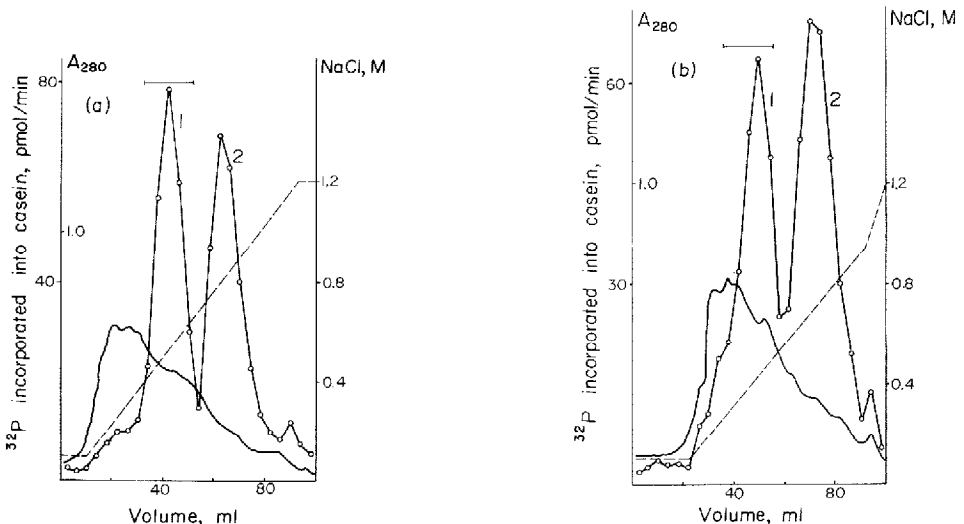 A280
NaCl, M
80
(a)
1
2
1.2
1.0
40
0.8
0.4
40
80
Volume, ml
32P incorporated into casein, pmol/min
A280
NaCl, M
(b)
60
1
2
1.0
1.2
30
0.8
0.4
40
80
Volume, ml
32P incorporated into casein, pmol/min